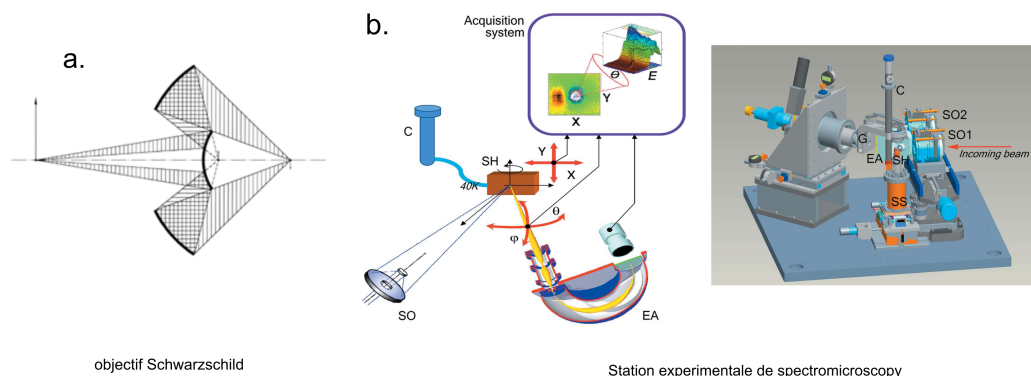 a.
objectif Schwarzschild
b.
Acquisition
system
θ
E
Y
X
C
SH
Y
X
40K
θ
φ
SO
EA
C
SO2
SO1
G
EA
SH
Incoming beam
SS
Station experimentale de spectromicroscopy